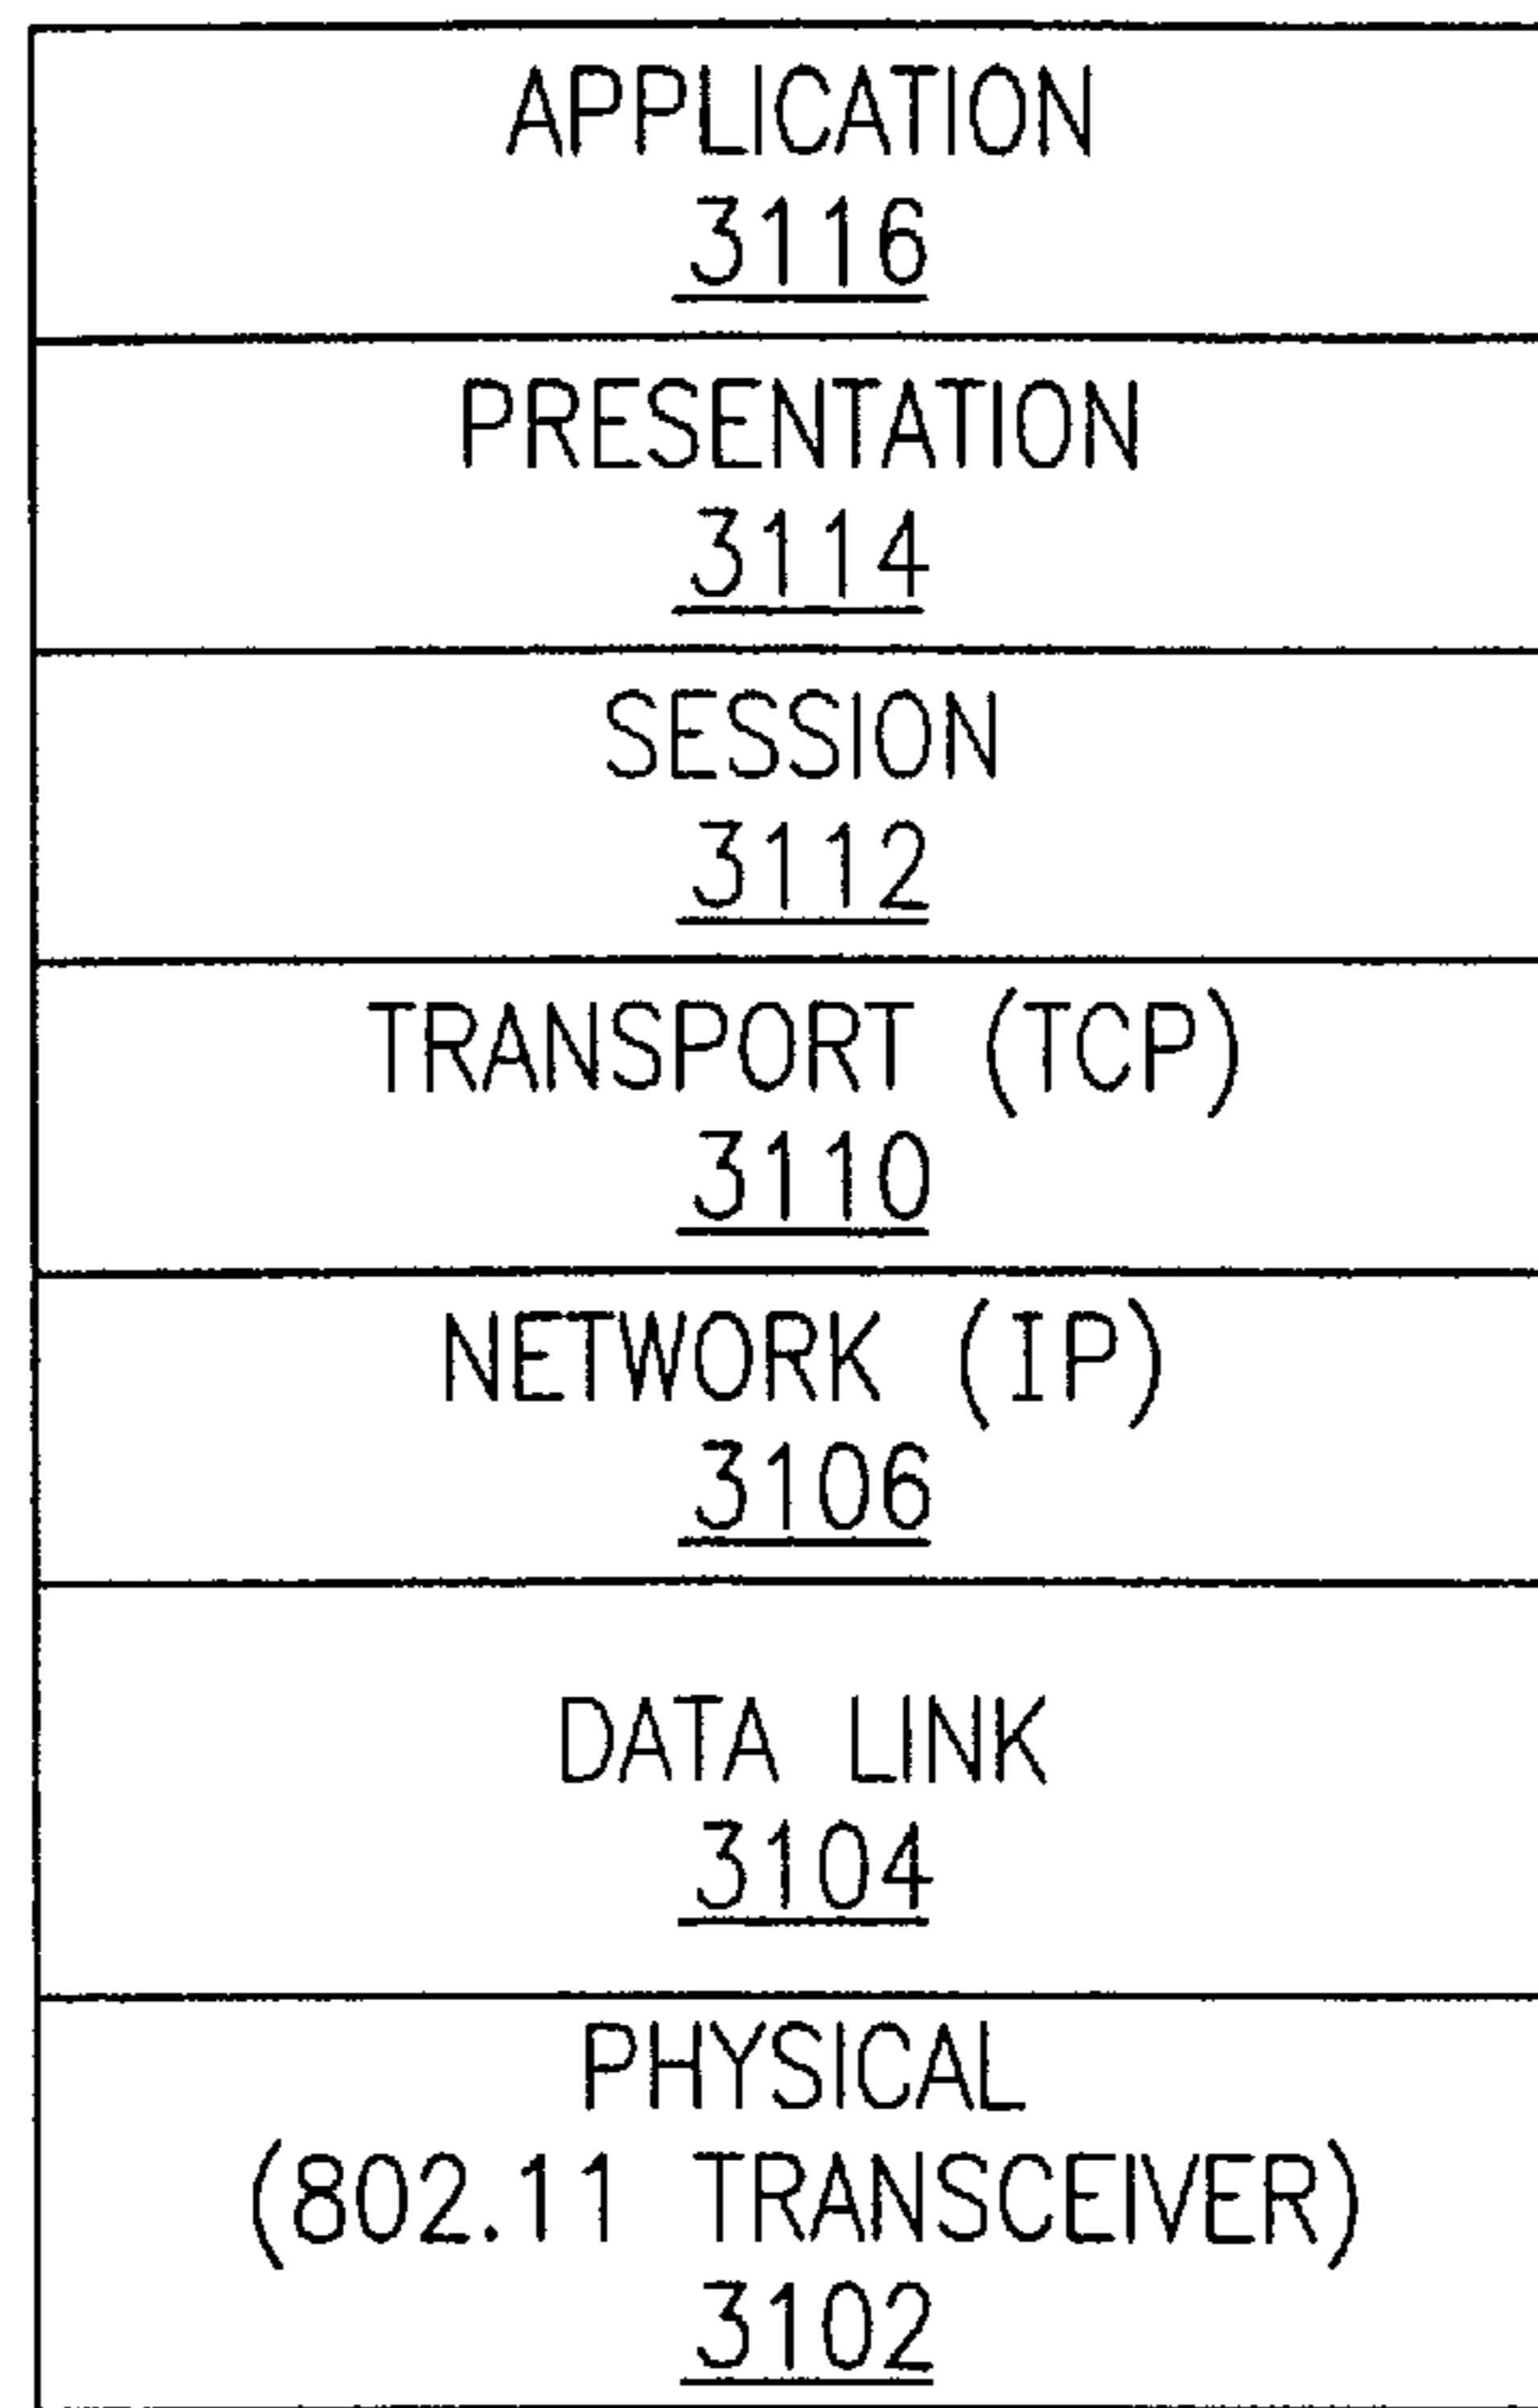 APPLICATION
3116
PRESENTATION
3114
SESSION
3112
TRANSPORT (TCP)
3110
NETWORK (IP)
3106
DATA LINK
3104
PHYSICAL
(802.11 TRANSCEIVER)
3102